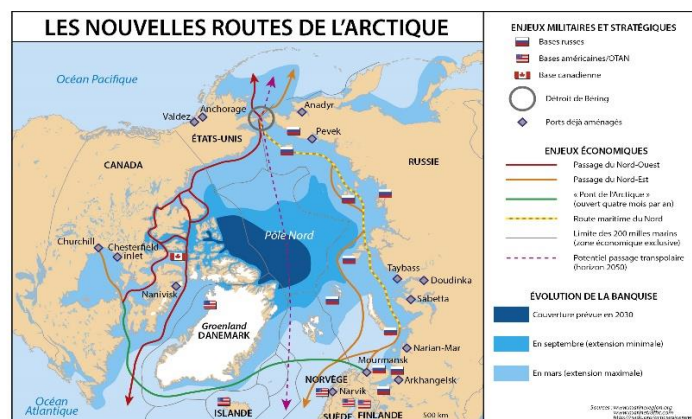 LES NOUVELLES ROUTES DE L'ARCTIQUE
Océan Pacifique
Valdez
Anchorage
Anadyr
Pevek
ÉTATS-UNIS
CANADA
RUSSIE
Pôle Nord
Churchill
Chesterfield
inlet
Nanivisk
Taybass
Doudinka
Sabetta
Groenland
DANEMARK
Narian-Mar
Mourmansk
Arkhangelsk
NORVÈGE
Narvik
Océan
Atlantique
ISLANDE
SUÈDE
FINLANDE
500 km
ENJEUX MILITAIRES ET STRATÉGIQUES
Bases russes
Bases américaines/OTAN
Base canadienne
Détroit de Béring
Ports déjà aménagés
ENJEUX ÉCONOMIQUES
Passage du Nord-Ouest
Passage du Nord-Est
« Pont de l'Arctique »
(ouvert quatre mois par an)
Route maritime du Nord
Limite des 200 milles marins
(zone économique exclusive)
Potentiel passage transpolaire
(horizon 2050)
ÉVOLUTION DE LA BANQUISE
Couverture prévue en 2030
En septembre (extension minimale)
En mars (extension maximale)